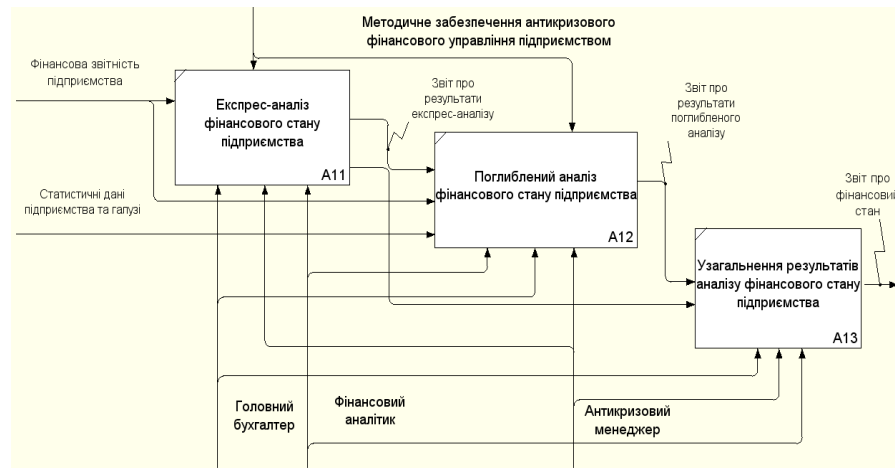 Методичне забезпечення антикризового
фінансового управління підприємством
Фінансова звітність
підприємства
Експрес-аналіз
фінансового стану
підприємства
A11
Звіт про
результати
експрес-аналізу
Звіт про
результати
поглибленого
аналізу
Статистичні дані
підприємства та галузі
Поглиблений аналіз
фінансового стану підприємства
A12
Звіт про
фінансовий
стан
Узагальнення результатів
аналізу фінансового стану
підприємства
A13
Головний
бухгалтер
Фінансовий
аналітик
Антикризовий
менеджер